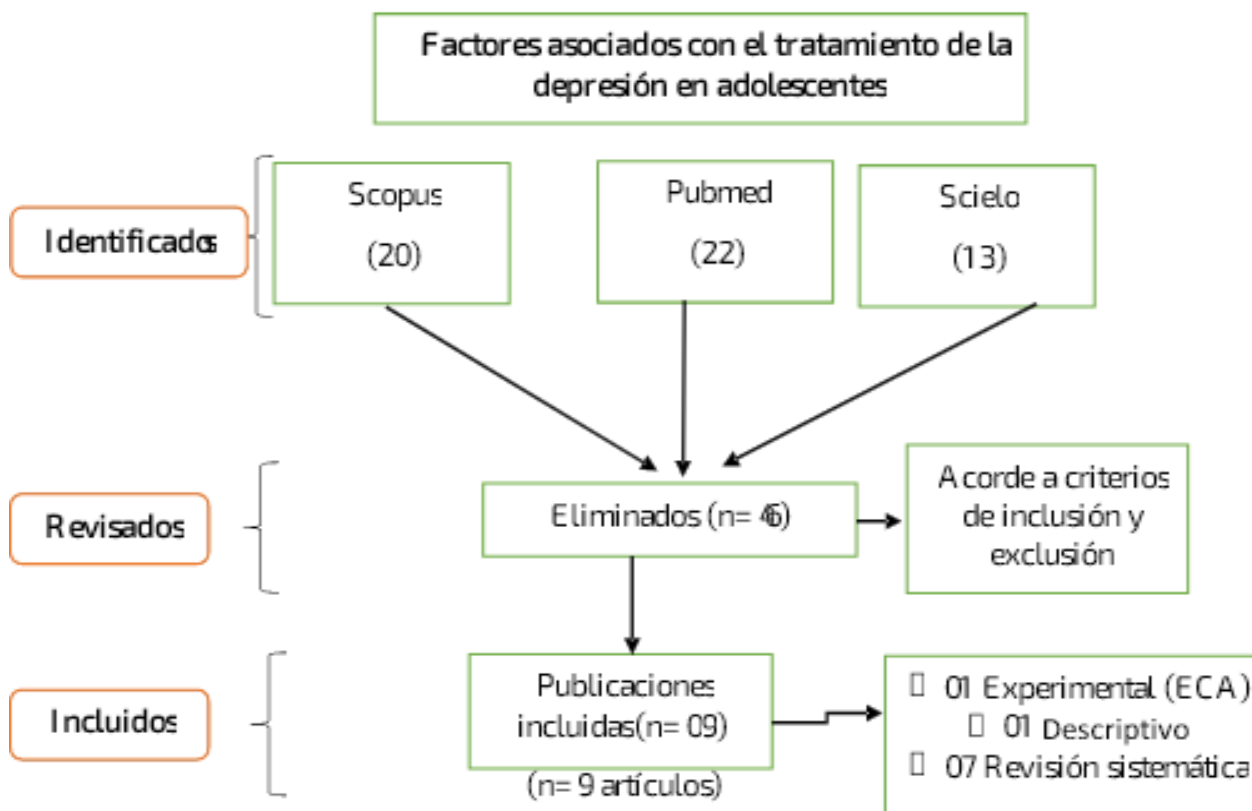 Factores asociados con el tratamiento de la
depresión en adolescentes
Identificados
Scopus
(20)
Pubmed
(22)
Scielo
(13)
Revisados
Eliminados (n= 46)
Acorde a criterios
de inclusión y
exclusión
Incluidos
Publicaciones
incluidas(n= 09)
(n= 9 artículos)
01 Experimental (ECA)
01 Descriptivo
07 Revisión sistemática